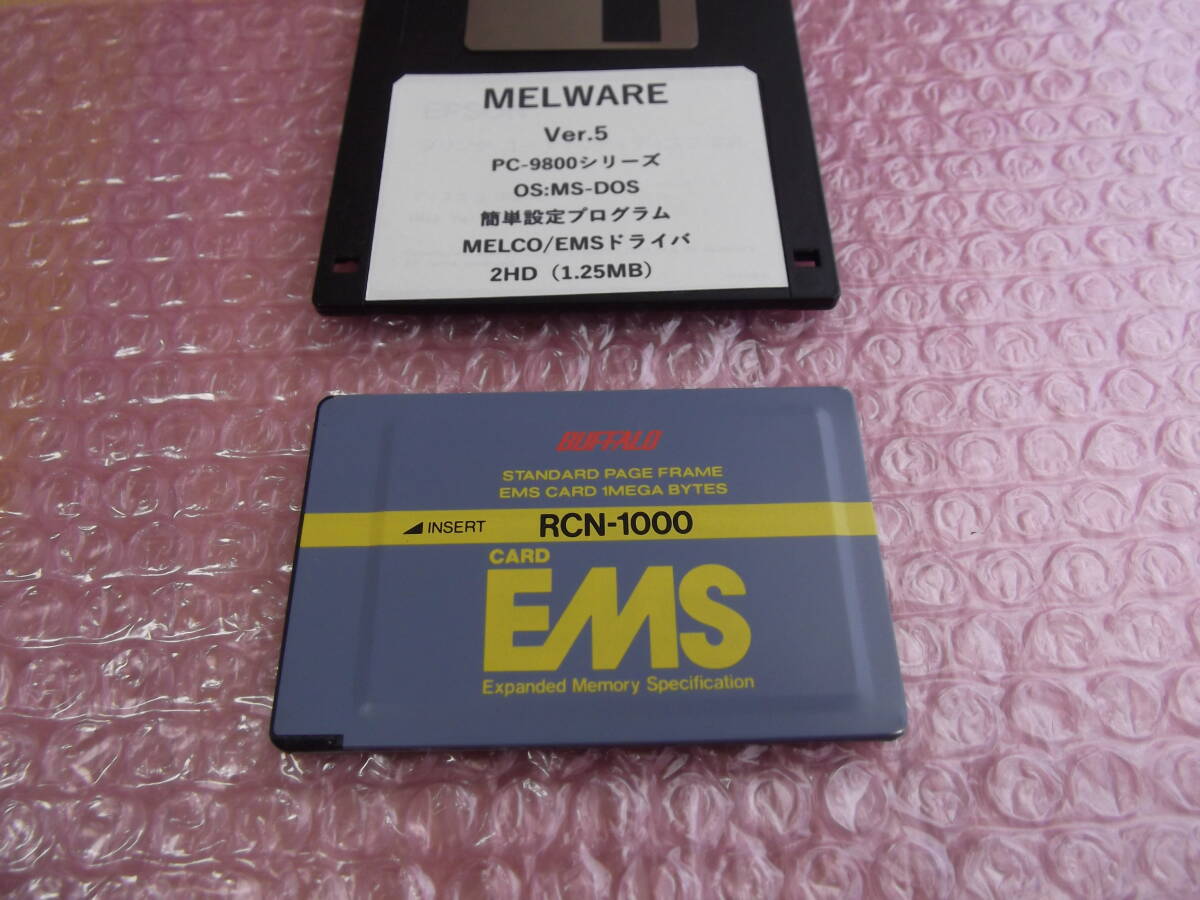 MELWARE
Ver.5
PC-9800シリーズ
OS:MS-DOS
簡単設定プログラム
MELCO/EMSドライバ
2HD（1.25MB）
BUFFALO
STANDARD PAGE FRAME
EMS CARD 1MEGA BYTES
INSERT RCN-1000
CARD
EMS
Expanded Memory Specification